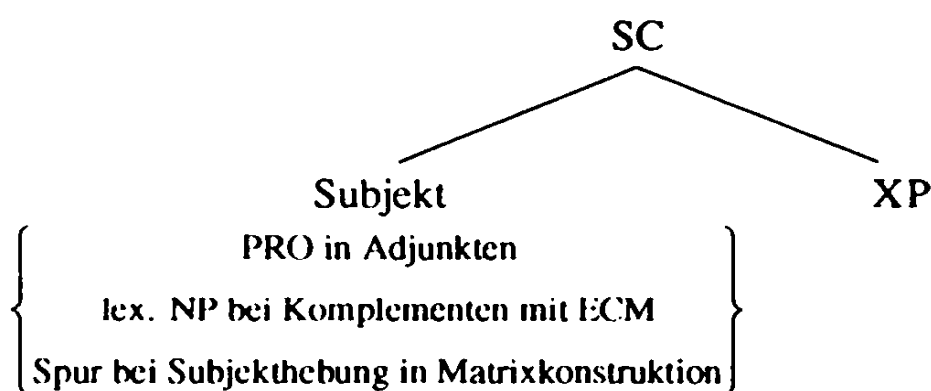 SC
Subjekt XP
PRO in Adjunkten
lex. NP bei Komplementen mit ECM
Spur bei Subjekthebung in Matrixkonstruktion